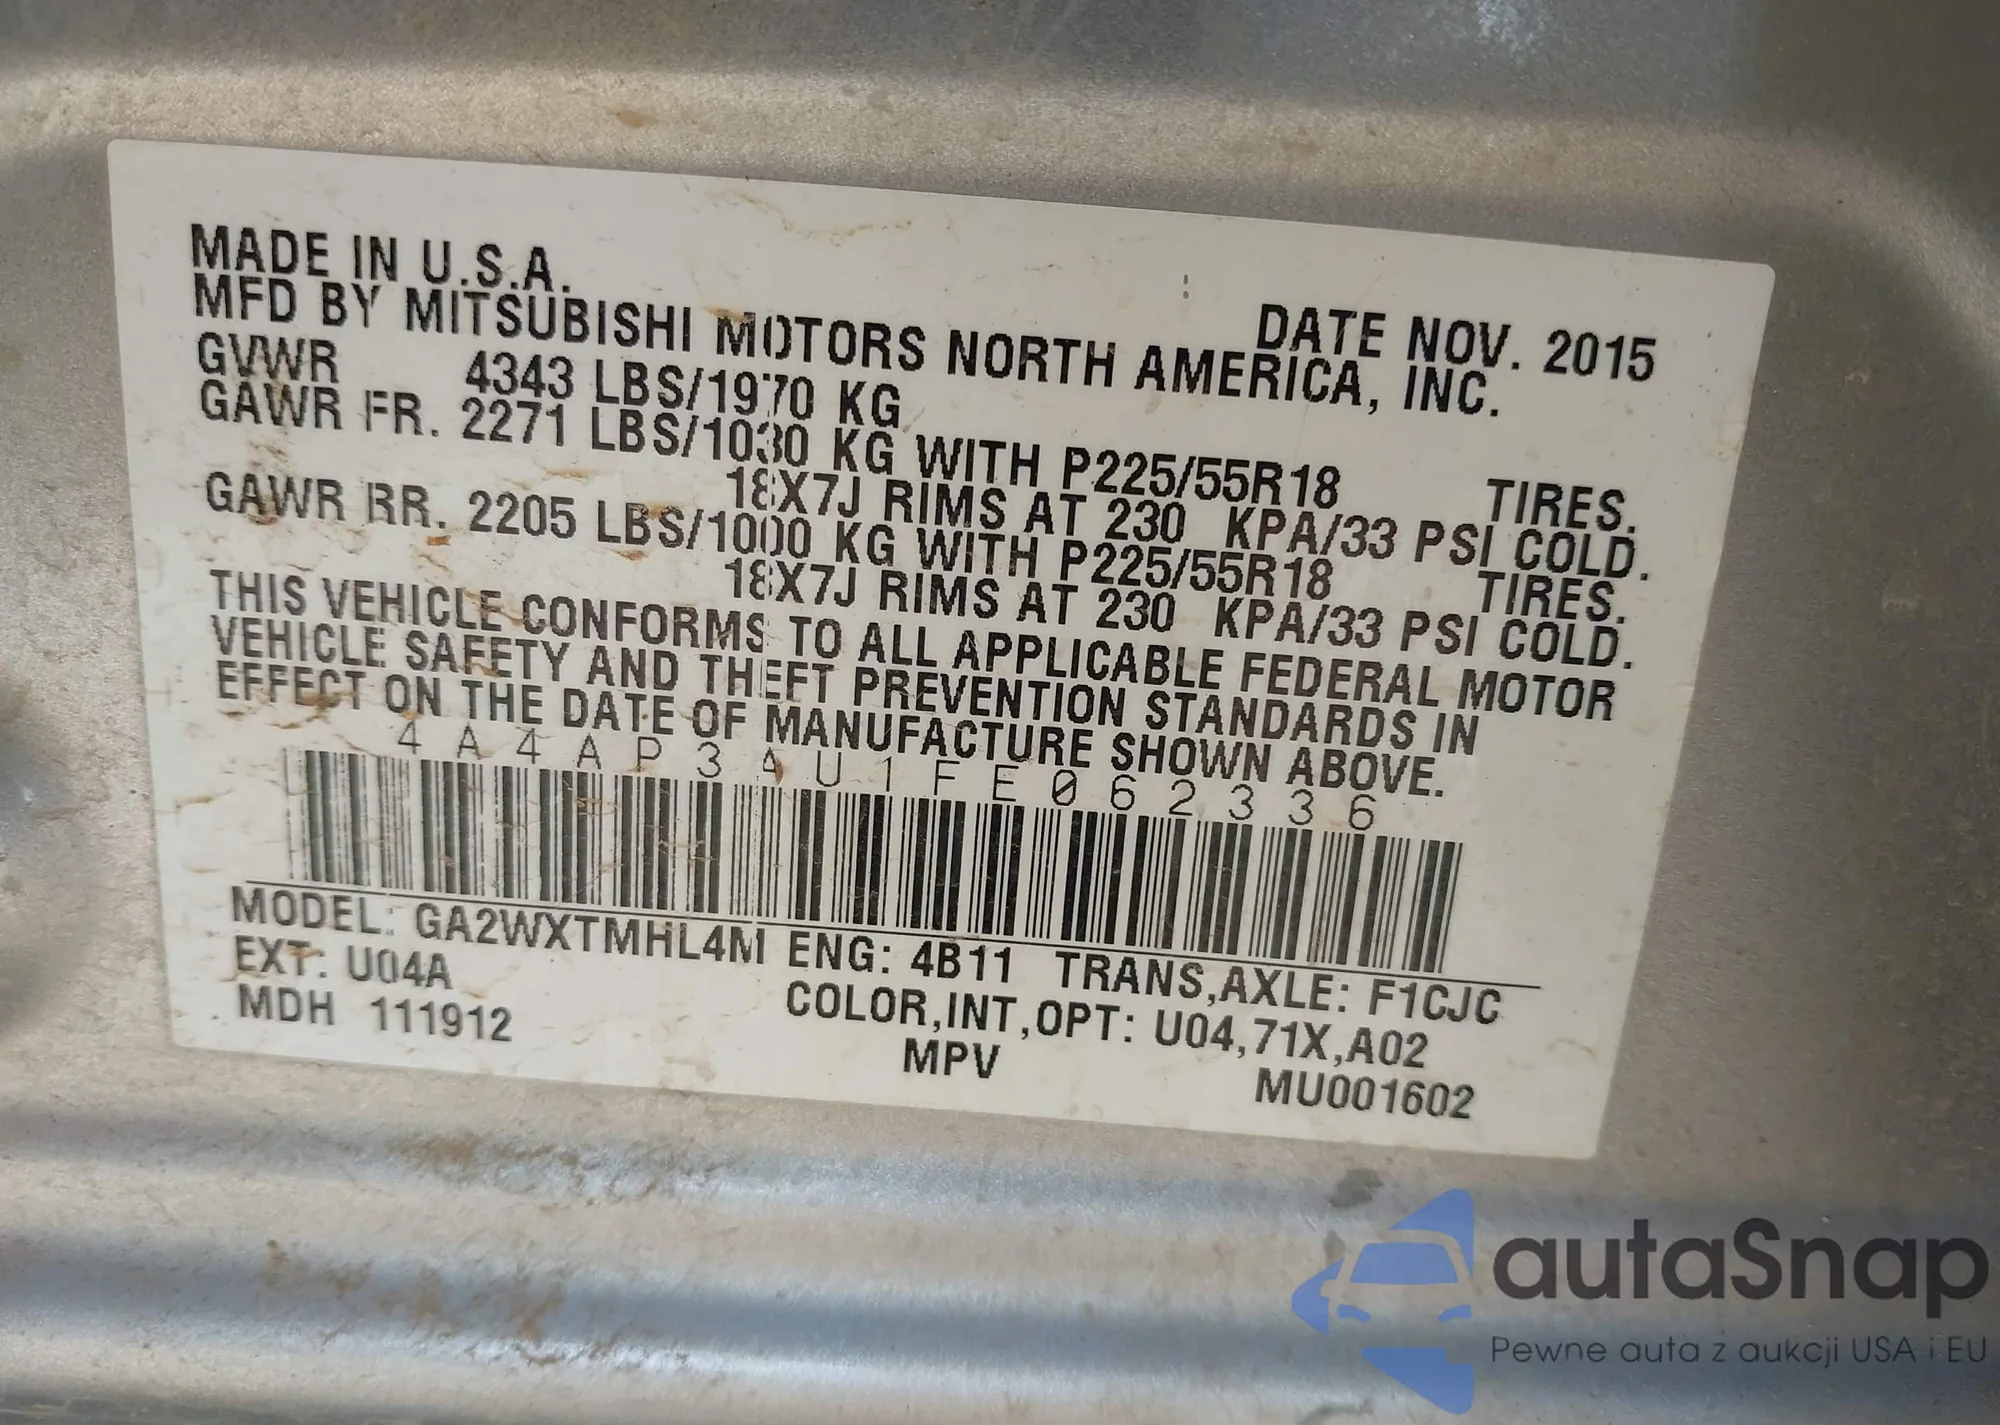 MADE IN U.S.A. DATE NOV. 2015
MFD BY MITSUBISHI MOTORS NORTH AMERICA, INC.
GVWR 4343 LBS/1970 KG
GAWR FR. 2271 LBS/1030 KG WITH P225/55R18 TIRES.
18X7J RIMS AT 230 KPA/33 PSI COLD.
GAWR RR. 2205 LBS/1000 KG WITH P225/55R18 TIRES.
18X7J RIMS AT 230 KPA/33 PSI COLD.
THIS VEHICLE CONFORMS TO ALL APPLICABLE FEDERAL MOTOR
VEHICLE SAFETY AND THEFT PREVENTION STANDARDS IN
EFFECT ON THE DATE OF MANUFACTURE SHOWN ABOVE.
4A4AP3AU1FE062336
MODEL: GA2WXTMHL4M ENG: 4B11 TRANS,AXLE: F1CJC
EXT: U04A COLOR,INT,OPT: U04,71X,A02
MDH 111912 MPV MU001602
autaSnap
Pewne auta z aukcji USA i EU